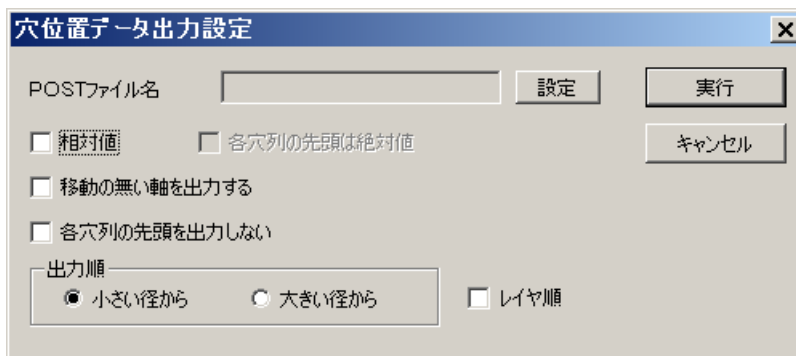 穴位置データ出力設定
POSTファイル名 設定 実行
相対値 各穴列の先頭は絶対値 キャンセル
移動の無い軸を出力する
各穴列の先頭を出力しない
出力順
小さい径から 大きい径から レイヤ順